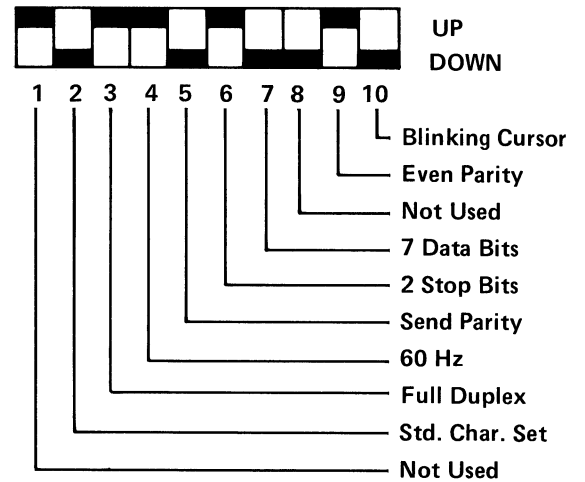 UP
DOWN
1 2 3 4 5 6 7 8 9 10
Blinking Cursor
Even Parity
Not Used
7 Data Bits
2 Stop Bits
Send Parity
60 Hz
Full Duplex
Std. Char. Set
Not Used